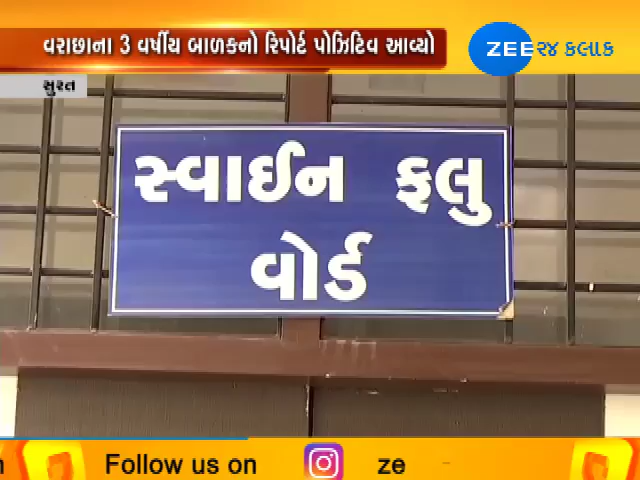 વરાછાના 3 વર્ષીય બાળકનો રિપોર્ટ પોઝિટિવ આવ્યો
ZEE ૨૪ કલાક
સુરત
સ્વાઈન ફલુ
વોર્ડ
Follow us on ze